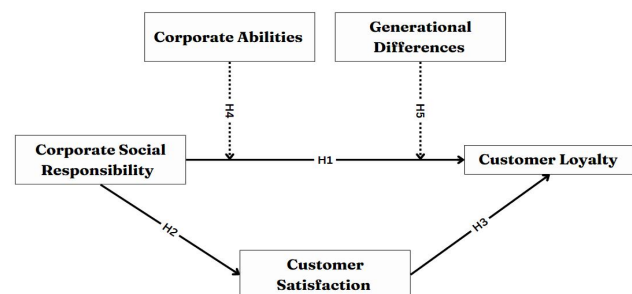 Corporate Abilities
Generational
Differences
H4
H5
Corporate Social
Responsibility
H1
Customer Loyalty
H2
H3
Customer
Satisfaction